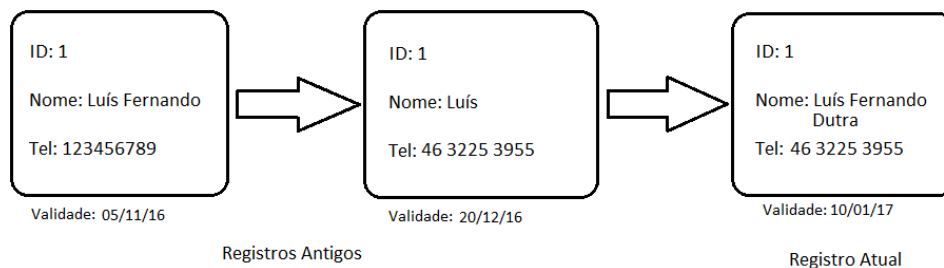 ID: 1
Nome: Luís Fernando
Tel: 123456789
Validade: 05/11/16
ID: 1
Nome: Luís
Tel: 46 3225 3955
Validade: 20/12/16
Registros Antigos
ID: 1
Nome: Luís Fernando
Dutra
Tel: 46 3225 3955
Validade: 10/01/17
Registro Atual